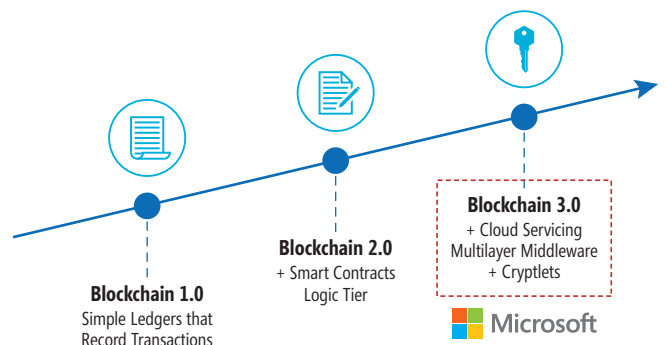 Blockchain 1.0
Simple Ledgers that
Record Transactions
Blockchain 2.0
+ Smart Contracts
Logic Tier
Blockchain 3.0
+ Cloud Servicing
Multilayer Middleware
+ Cryptlets
Microsoft